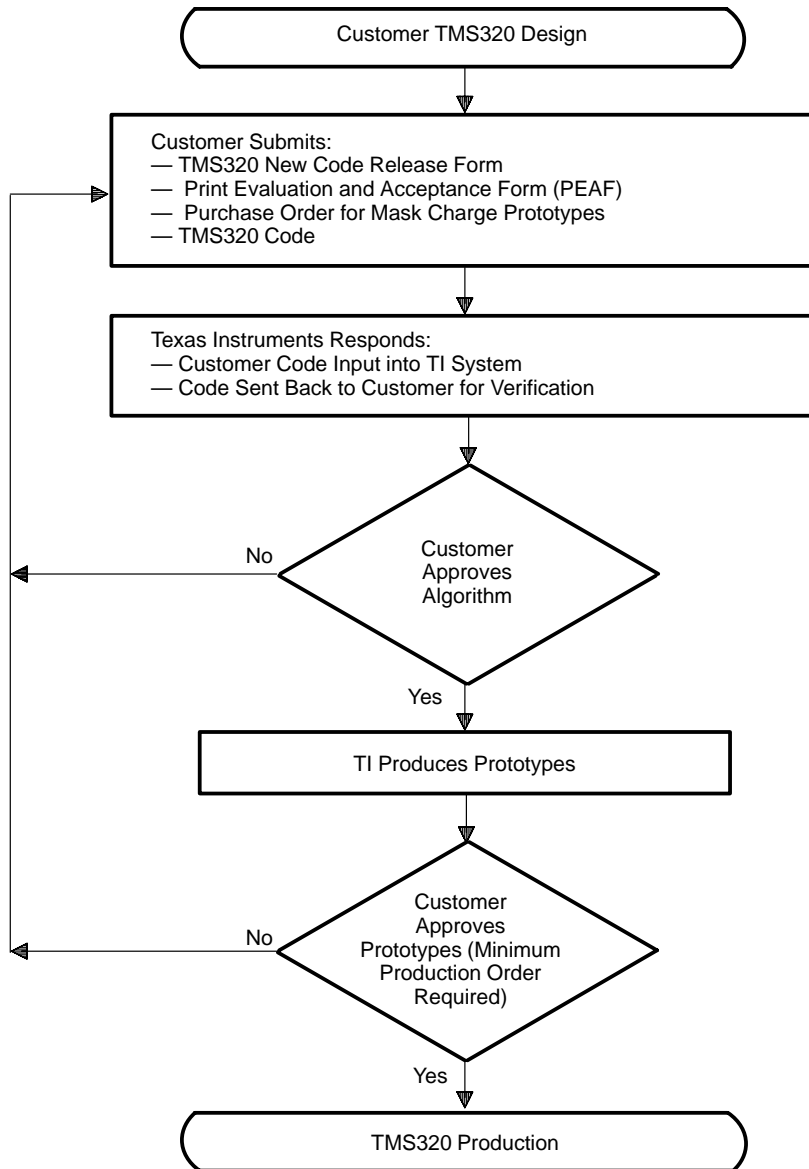 Customer TMS320 Design
Customer Submits:
— TMS320 New Code Release Form
— Print Evaluation and Acceptance Form (PEAF)
— Purchase Order for Mask Charge Prototypes
— TMS320 Code
Texas Instruments Responds:
— Customer Code Input into TI System
— Code Sent Back to Customer for Verification
No
Customer
Approves
Algorithm
Yes
TI Produces Prototypes
No
Customer
Approves
Prototypes (Minimum
Production Order
Required)
Yes
TMS320 Production